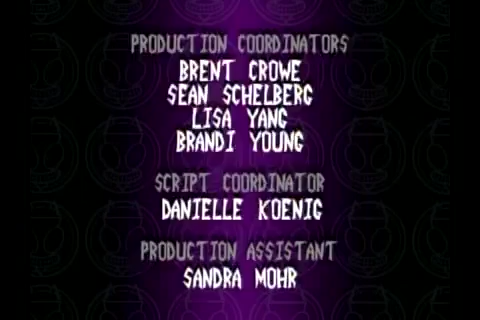 PRODUCTION COORDINATORS
BRENT CROWE
SEAN SCHELBERG
LISA YANG
BRANDI YOUNG
SCRIPT COORDINATOR
DANIELLE KOENIG
PRODUCTION ASSISTANT
SANDRA MOHR